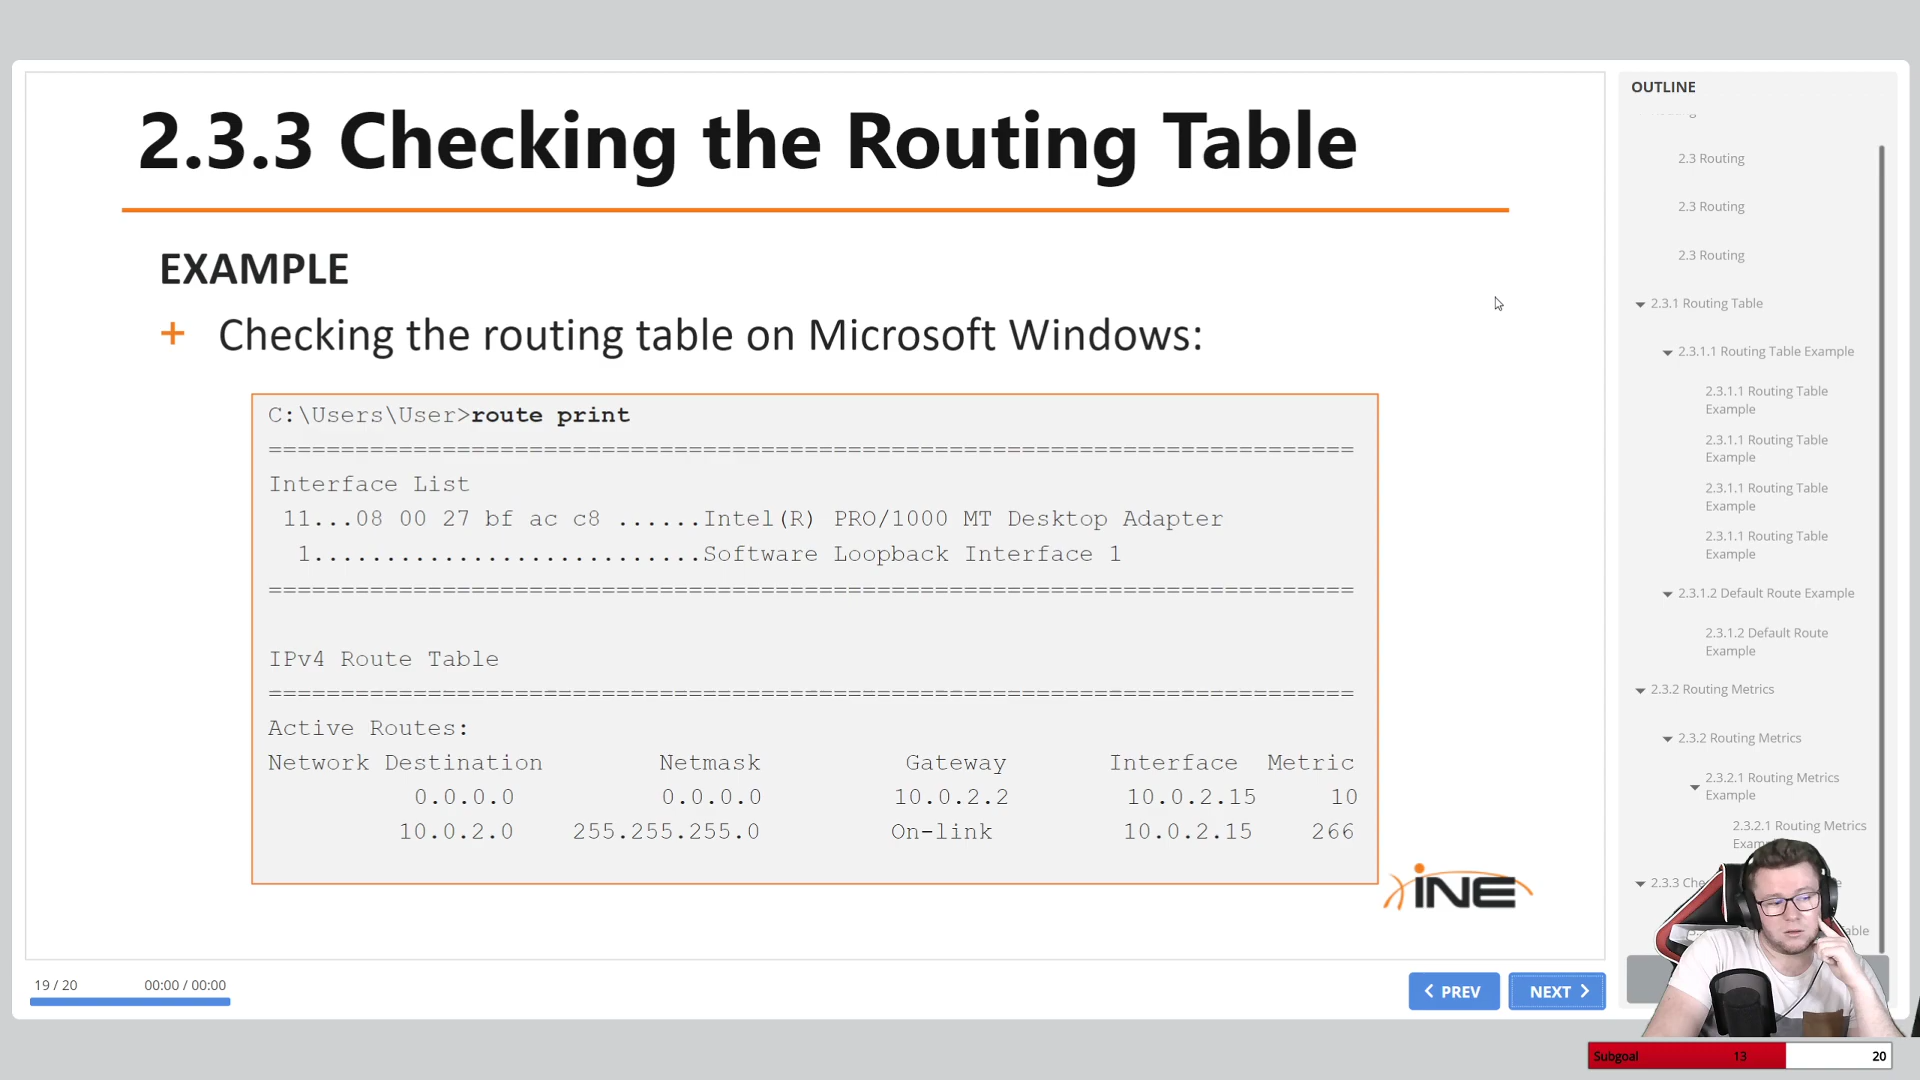 2.3.3 Checking the Routing Table
EXAMPLE
+ Checking the routing table on Microsoft Windows:
C:\Users\User>route print
===========================================================================
Interface List
11...08 00 27 bf ac c8 ......Intel(R) PRO/1000 MT Desktop Adapter
1...........................Software Loopback Interface 1
===========================================================================
IPv4 Route Table
===========================================================================
Active Routes:
Network Destination Netmask Gateway Interface Metric
0.0.0.0 0.0.0.0 10.0.2.2 10.0.2.15 10
10.0.2.0 255.255.255.0 On-link 10.0.2.15 266
iNE
19 / 20
00:00 / 00:00
PREV
NEXT
OUTLINE
2.3 Routing
2.3 Routing
2.3 Routing
2.3.1 Routing Table
2.3.1.1 Routing Table Example
2.3.1.1 Routing Table
Example
2.3.1.1 Routing Table
Example
2.3.1.1 Routing Table
Example
2.3.1.1 Routing Table
Example
2.3.1.2 Default Route Example
2.3.1.2 Default Route
Example
2.3.2 Routing Metrics
2.3.2 Routing Metrics
2.3.2.1 Routing Metrics
Example
2.3.2.1 Routing Metrics
2.3.3
Subgoal 13 20